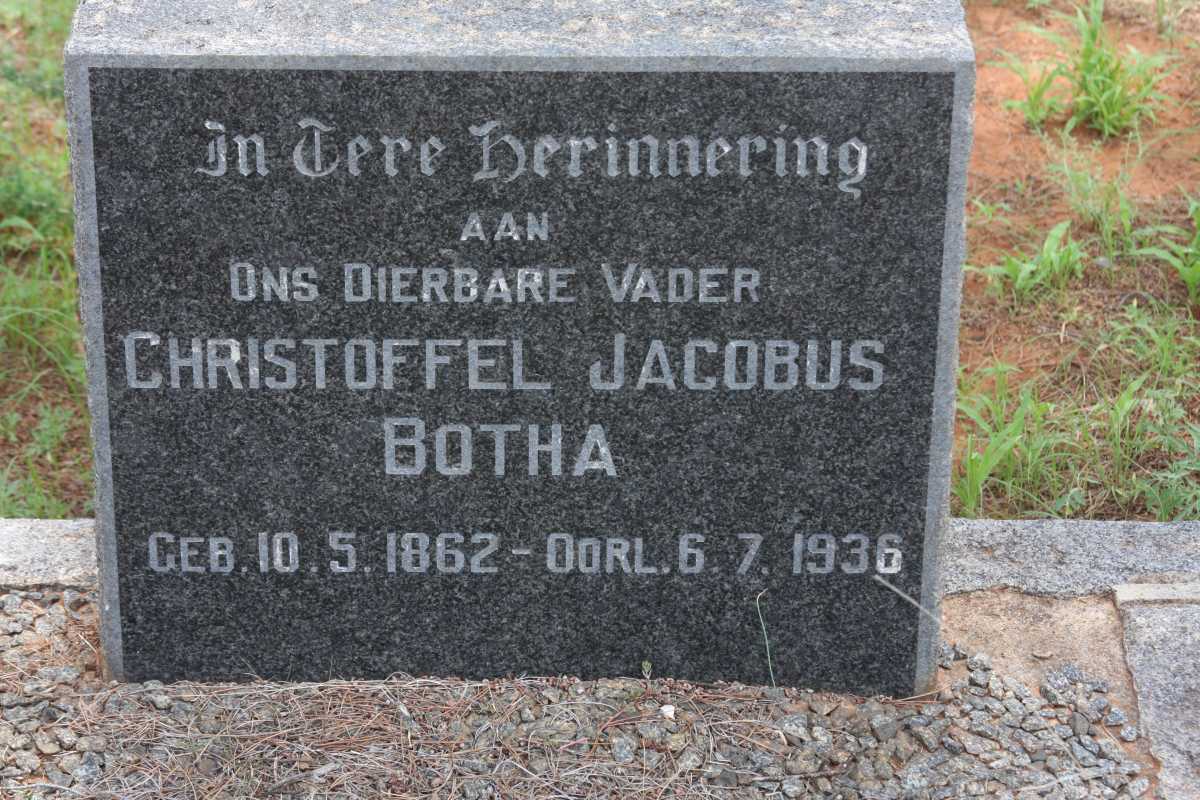 In Tere Herinnering
AAN
ONS DIERBARE VADER
CHRISTOFFEL JACOBUS
BOTHA
GEB. 10. 5. 1862 - OORL. 6. 7. 1936